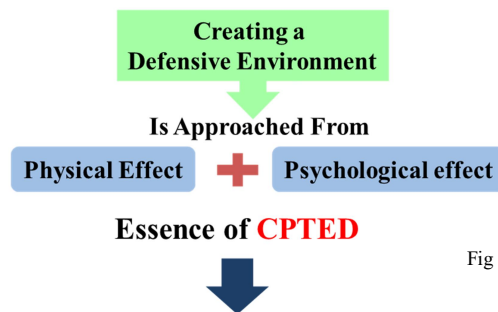 Creating a
Defensive Environment
Is Approached From
Physical Effect + Psychological effect
Essence of CPTED
Fig